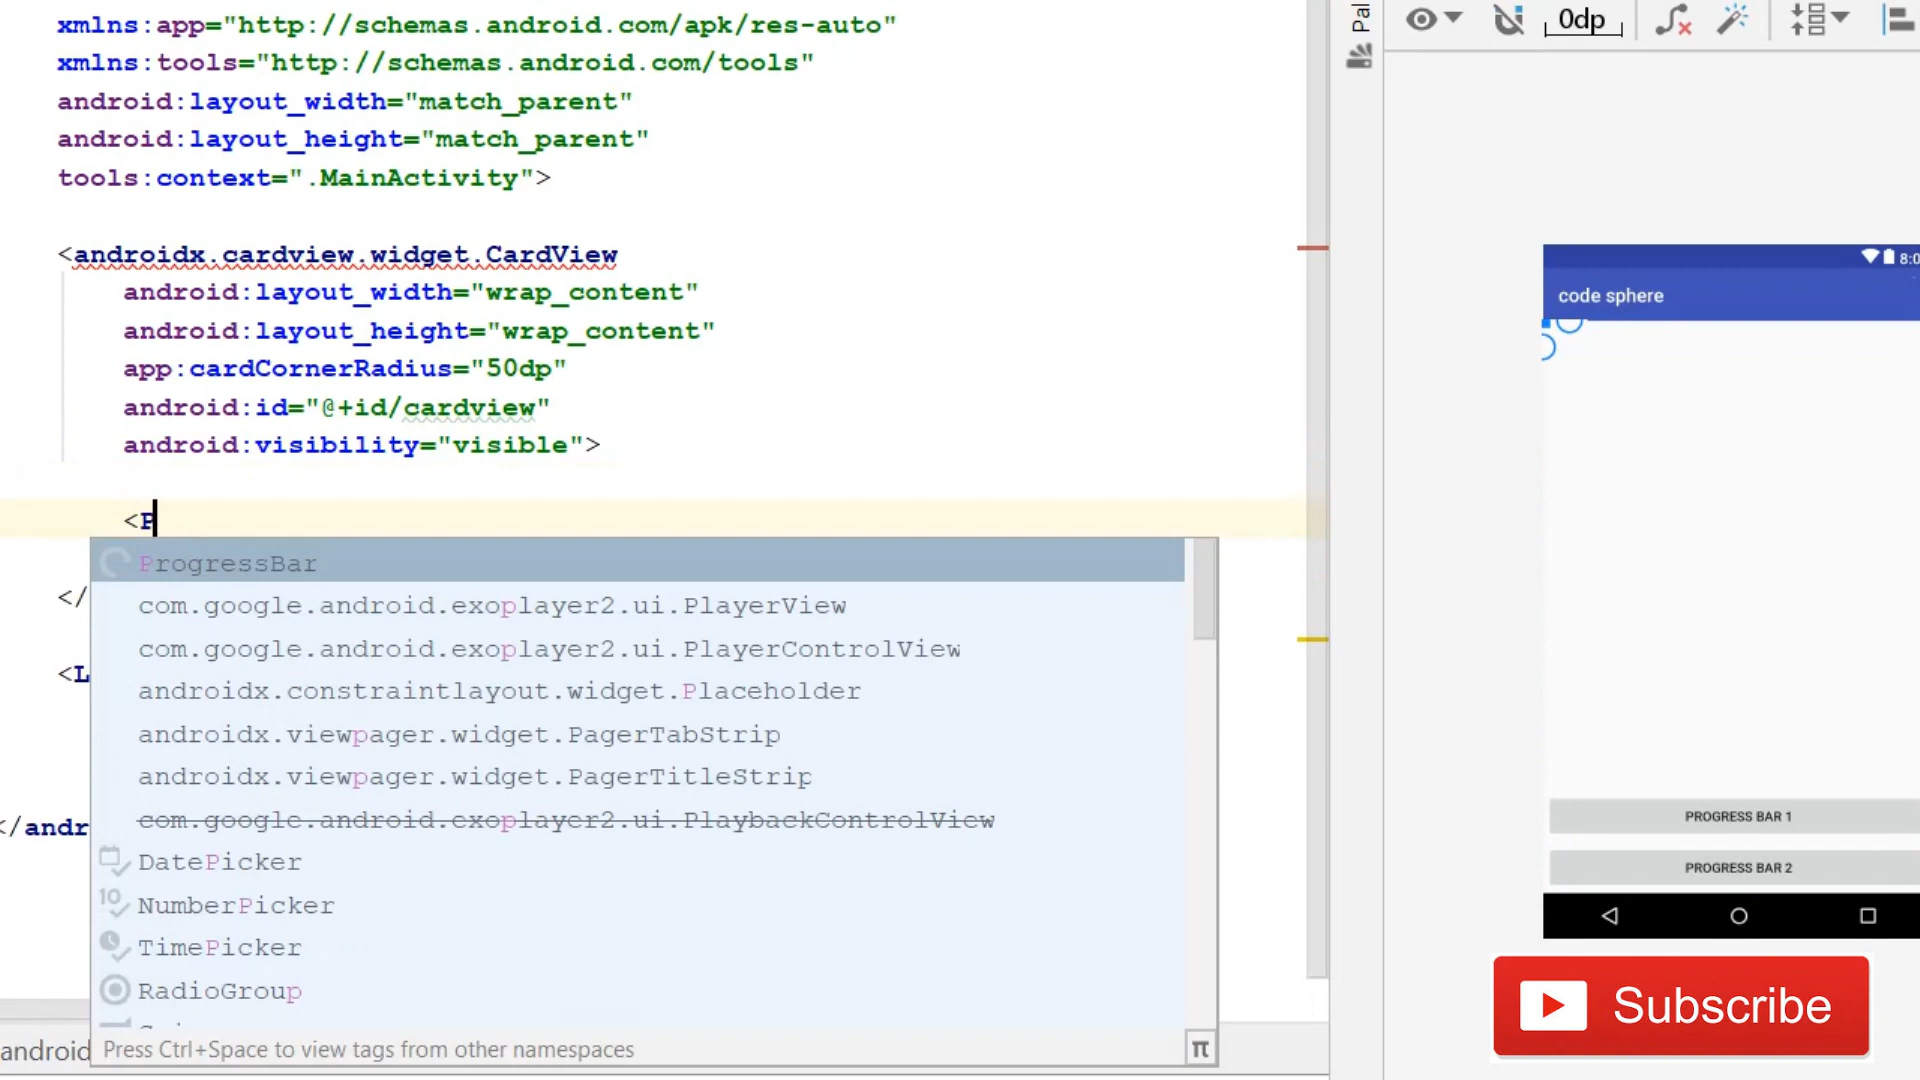 xmlns:app="http://schemas.android.com/apk/res-auto"
xmlns:tools="http://schemas.android.com/tools"
android:layout_width="match_parent"
android:layout_height="match_parent"
tools:context=".MainActivity">
<androidx.cardview.widget.CardView
android:layout_width="wrap_content"
android:layout_height="wrap_content"
app:cardCornerRadius="50dp"
android:id="@+id/cardview"
android:visibility="visible">
<P
ProgressBar
com.google.android.exoplayer2.ui.PlayerView
com.google.android.exoplayer2.ui.PlayerControlView
androidx.constraintlayout.widget.Placeholder
androidx.viewpager.widget.PagerTabStrip
androidx.viewpager.widget.PagerTitleStrip
com.google.android.exoplayer2.ui.PlaybackControlView
DatePicker
NumberPicker
TimePicker
RadioGroup
Press Ctrl+Space to view tags from other namespaces
π
</
<L
</andr
android
Pal
0dp
8:0
code sphere
PROGRESS BAR 1
PROGRESS BAR 2
Subscribe